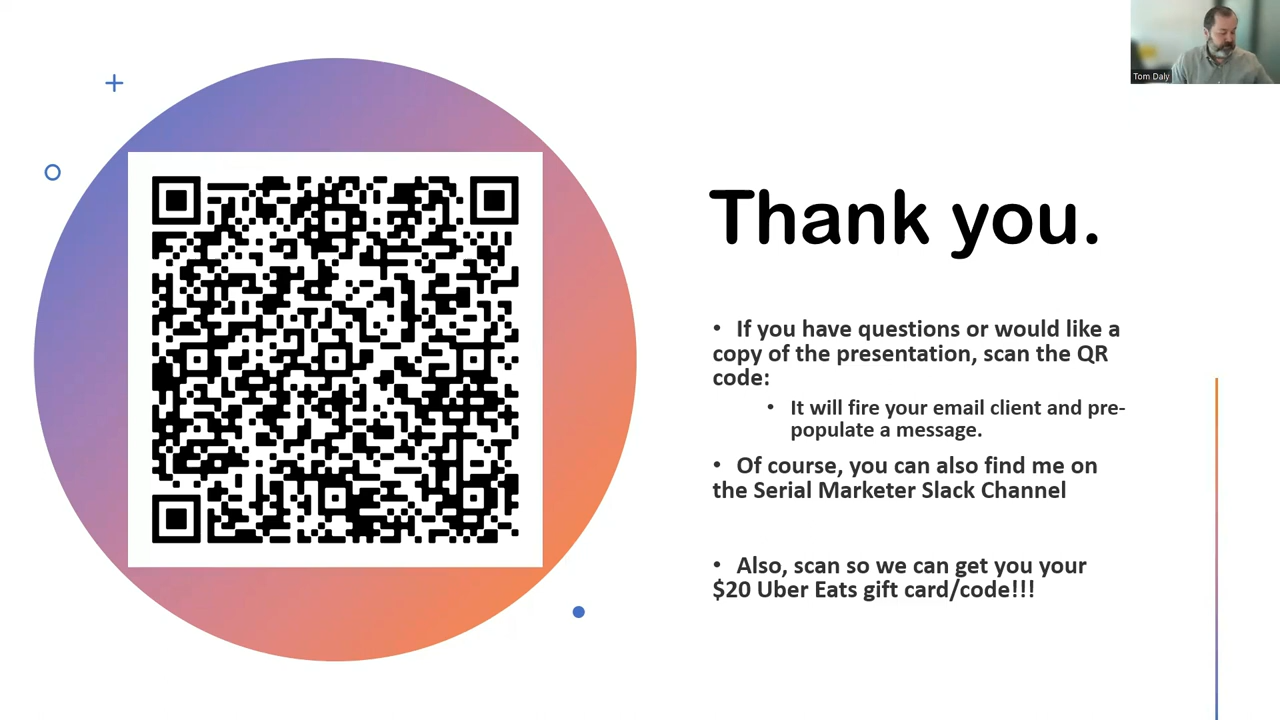 Tom Daly
Thank you.
• If you have questions or would like a
copy of the presentation, scan the QR
code:
• It will fire your email client and pre-
populate a message.
• Of course, you can also find me on
the Serial Marketer Slack Channel
• Also, scan so we can get you your
$20 Uber Eats gift card/code!!!